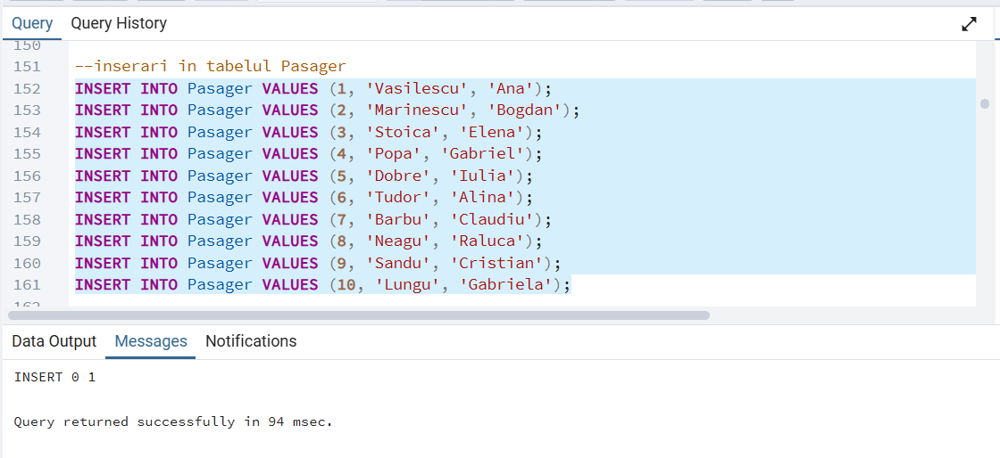 Query Query History
150
151 --inserari in tabelul Pasager
152 INSERT INTO Pasager VALUES (1, 'Vasilescu', 'Ana');
153 INSERT INTO Pasager VALUES (2, 'Marinescu', 'Bogdan');
154 INSERT INTO Pasager VALUES (3, 'Stoica', 'Elena');
155 INSERT INTO Pasager VALUES (4, 'Popa', 'Gabriel');
156 INSERT INTO Pasager VALUES (5, 'Dobre', 'Iulia');
157 INSERT INTO Pasager VALUES (6, 'Tudor', 'Alina');
158 INSERT INTO Pasager VALUES (7, 'Barbu', 'Claudiu');
159 INSERT INTO Pasager VALUES (8, 'Neagu', 'Raluca');
160 INSERT INTO Pasager VALUES (9, 'Sandu', 'Cristian');
161 INSERT INTO Pasager VALUES (10, 'Lungu', 'Gabriela');
162
Data Output Messages Notifications
INSERT 0 1
Query returned successfully in 94 msec.